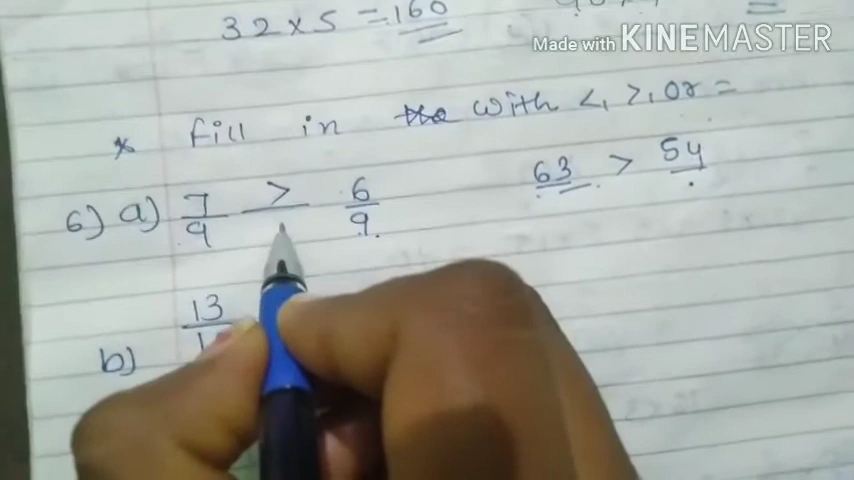 32 x 5 = 160
Made with KINEMASTER
* Fill in the with <, >, or =
6) a) 7/9 > 6/9 63 > 54
b) 13